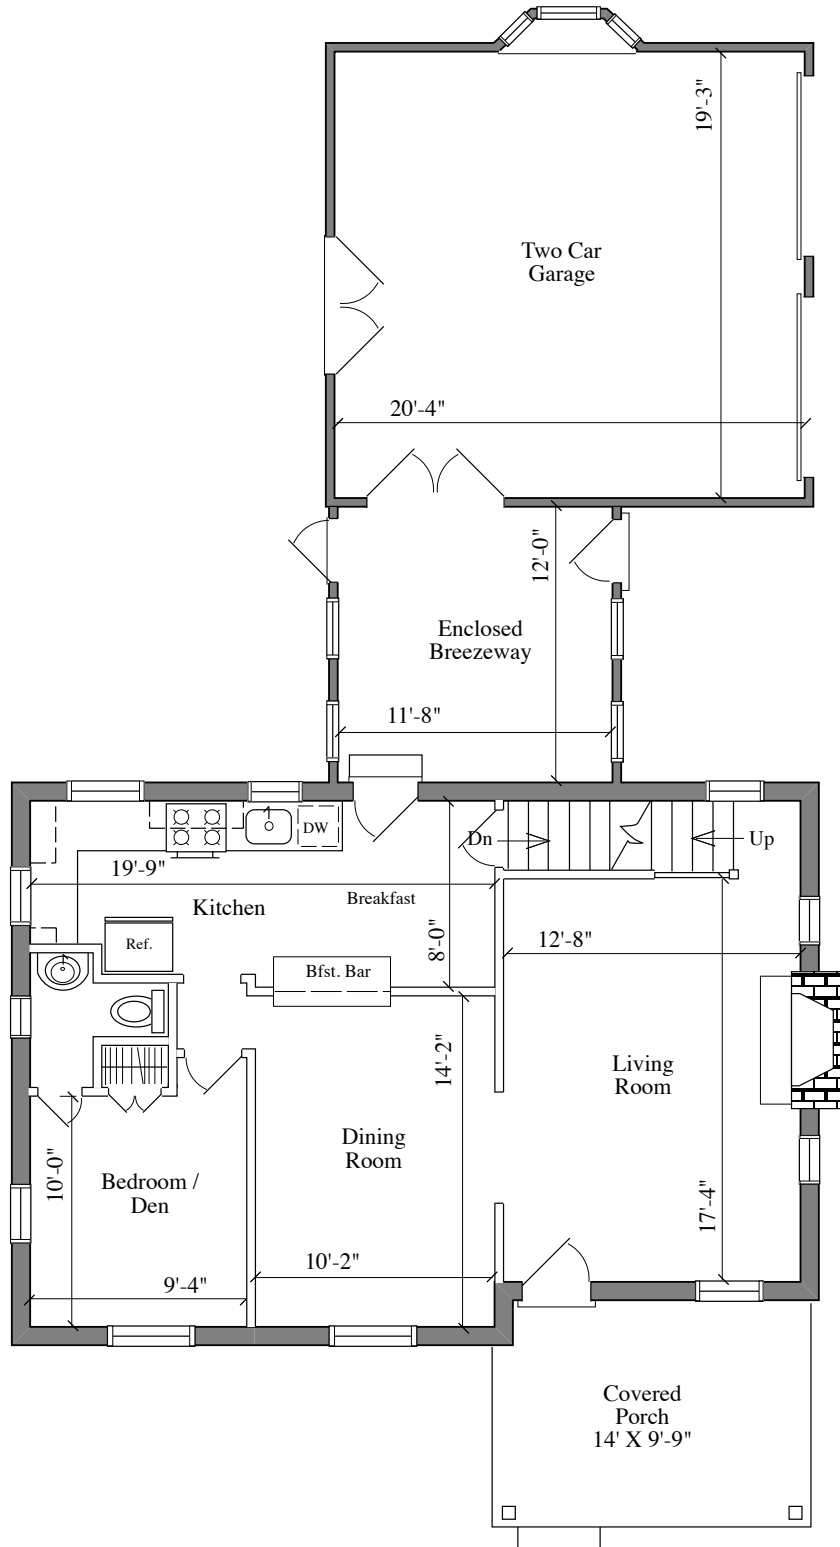 19'-3"
Two Car
Garage
20'-4"
12'-0"
Enclosed
Breezeway
11'-8"
DW
Dn
Up
19'-9"
Kitchen
Breakfast
8'-0"
12'-8"
Ref.
Bfst. Bar
14'-2"
Living
Room
Dining
Room
10'-0"
Bedroom /
Den
17'-4"
10'-2"
9'-4"
Covered
Porch
14' X 9'-9"